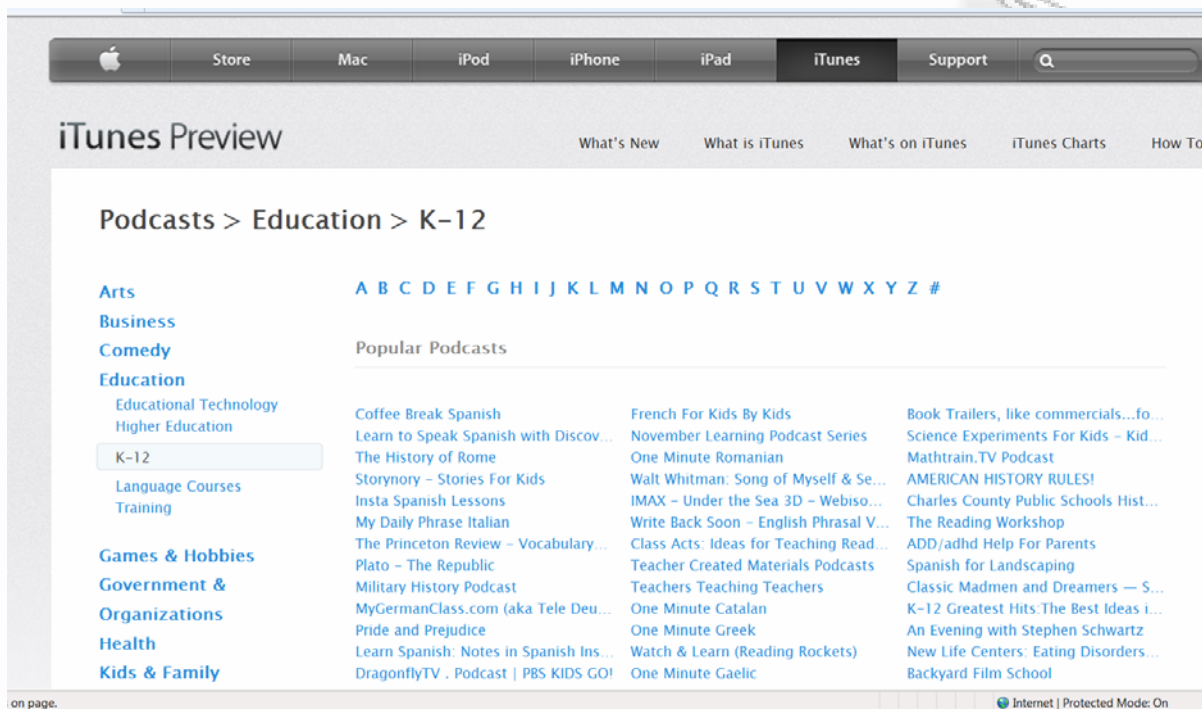 Store Mac iPod iPhone iPad iTunes Support
iTunes Preview
What's New What is iTunes What's on iTunes iTunes Charts How To
Podcasts > Education > K-12
Arts
Business
Comedy
Education
Educational Technology
Higher Education
K-12
Language Courses
Training
Games & Hobbies
Government &
Organizations
Health
Kids & Family
A B C D E F G H I J K L M N O P Q R S T U V W X Y Z #
Popular Podcasts
Coffee Break Spanish
Learn to Speak Spanish with Discov...
The History of Rome
Storynory - Stories For Kids
Insta Spanish Lessons
My Daily Phrase Italian
The Princeton Review - Vocabulary...
Plato - The Republic
Military History Podcast
MyGermanClass.com (aka Tele Deu...
Pride and Prejudice
Learn Spanish: Notes in Spanish Ins...
DragonflyTV . Podcast | PBS KIDS GO!
French For Kids By Kids
November Learning Podcast Series
One Minute Romanian
Walt Whitman: Song of Myself & Se...
IMAX - Under the Sea 3D - Webiso...
Write Back Soon - English Phrasal V...
Class Acts: Ideas for Teaching Read...
Teacher Created Materials Podcasts
Teachers Teaching Teachers
One Minute Catalan
One Minute Greek
Watch & Learn (Reading Rockets)
One Minute Gaelic
Book Trailers, like commercials...fo...
Science Experiments For Kids - Kid...
Mathtrain.TV Podcast
AMERICAN HISTORY RULES!
Charles County Public Schools Hist...
The Reading Workshop
ADD/adhd Help For Parents
Spanish for Landscaping
Classic Madmen and Dreamers — S...
K-12 Greatest Hits:The Best Ideas i...
An Evening with Stephen Schwartz
New Life Centers: Eating Disorders...
Backyard Film School
on page.
Internet | Protected Mode: On